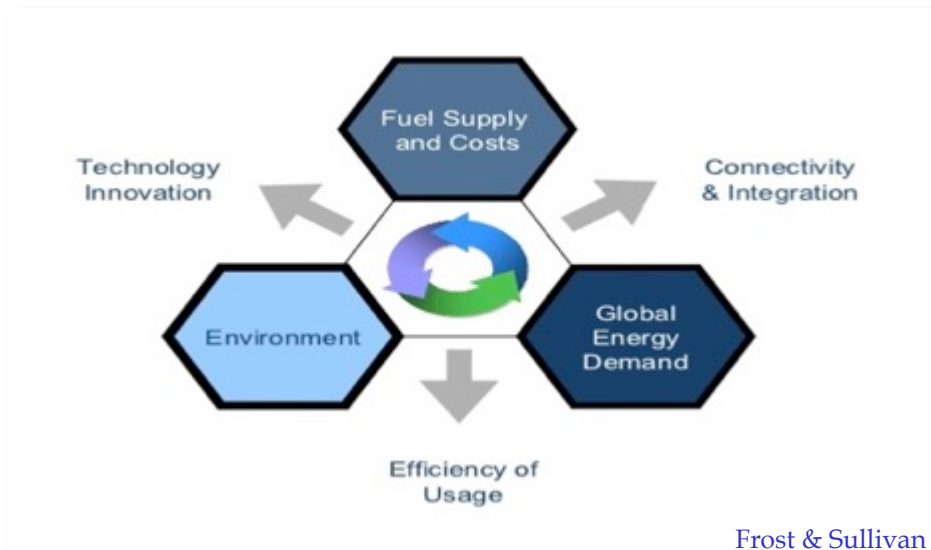 Fuel Supply
and Costs
Technology
Innovation
Connectivity
& Integration
Environment
Global
Energy
Demand
Efficiency of
Usage
Frost & Sullivan